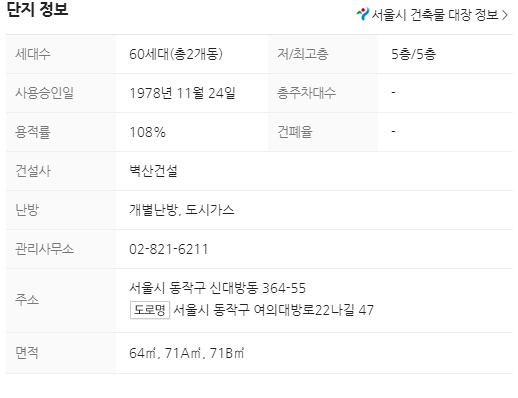 단지 정보
서울시 건축물 대장 정보 >
세대수 60세대(총2개동) 저/최고층 5층/5층
사용승인일 1978년 11월 24일 총주차대수 -
용적률 108% 건폐율 -
건설사 벽산건설
난방 개별난방, 도시가스
관리사무소 02-821-6211
주소 서울시 동작구 신대방동 364-55
도로명 서울시 동작구 여의대방로22나길 47
면적 64㎡, 71A㎡, 71B㎡